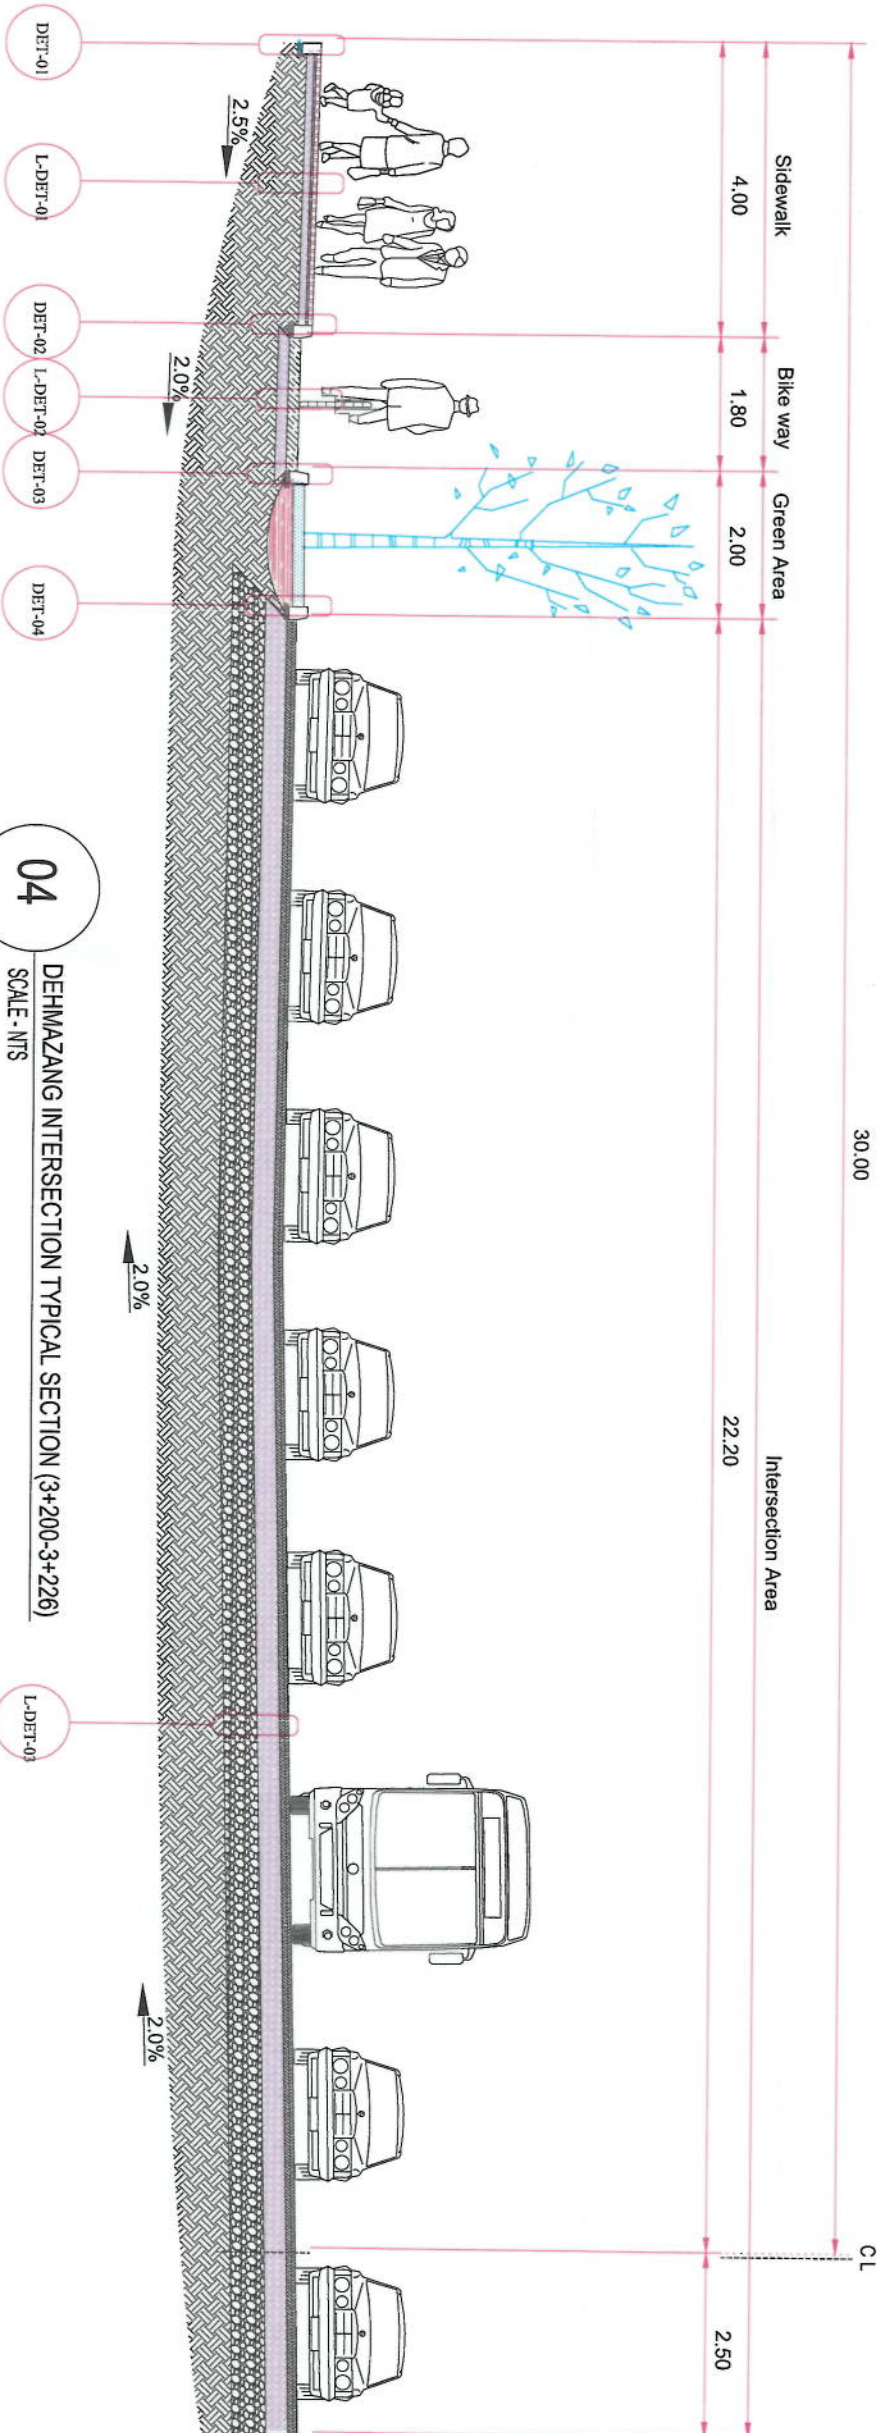 30.00
C L
Sidewalk
Bike way
Green Area
Intersection Area
4.00
1.80
2.00
22.20
2.50
2.5%
2.0%
2.0%
2.0%
DET-01
L-DET-01
DET-02
L-DET-02
DET-03
DET-04
L-DET-03
04
DEHMAZANG INTERSECTION TYPICAL SECTION (3+200-3+226)
SCALE - NTS